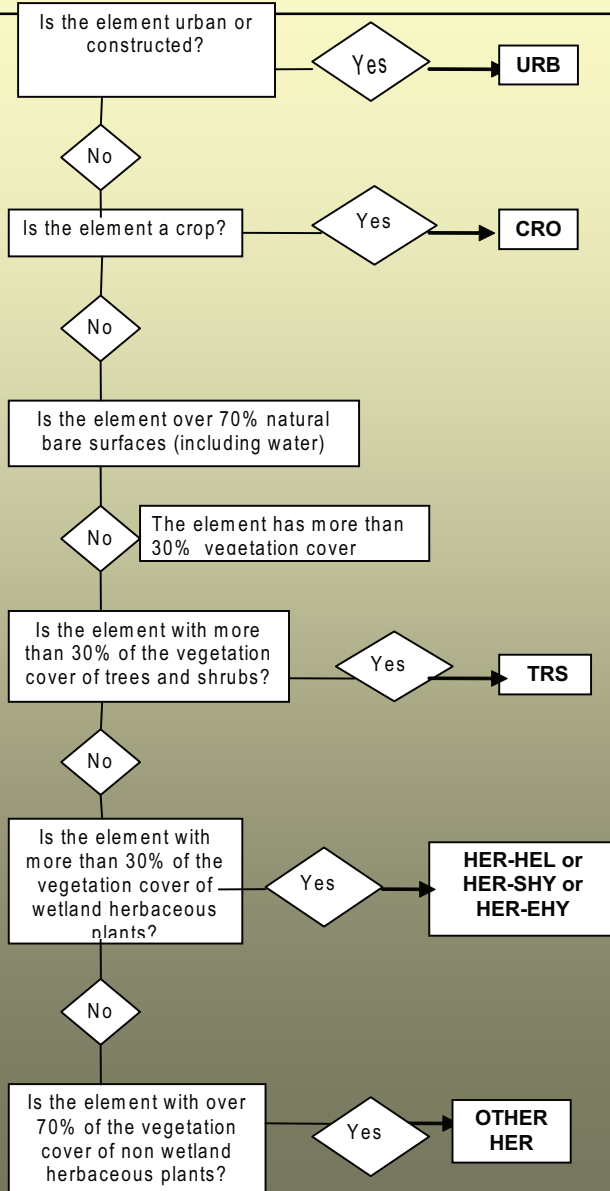 Is the element urban or
constructed?
Yes
URB
No
Is the element a crop?
Yes
CRO
No
Is the element over 70% natural
bare surfaces (including water)
No
The element has more than
30% vegetation cover
Is the element with more
than 30% of the vegetation
cover of trees and shrubs?
Yes
TRS
No
Is the element with
more than 30% of the
vegetation cover of
wetland herbaceous
plants?
Yes
HER-HEL or
HER-SHY or
HER-EHY
No
Is the element with over
70% of the vegetation
cover of non wetland
herbaceous plants?
Yes
OTHER
HER